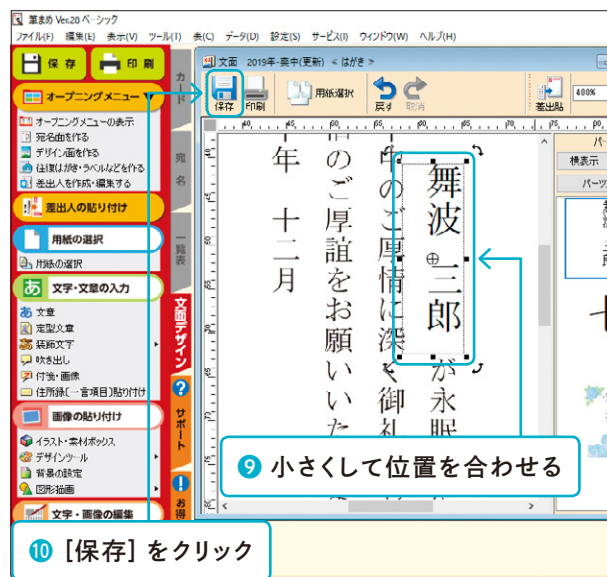 筆まめ Ver.28 ベーシック
ファイル(F) 編集(E) 表示(V) ツール(T) 表(C) データ(D) 設定(S) サービス(I) ウィンドウ(W) ヘルプ(H)
保存 印刷
オープニングメニュー▼
オープニングメニューの表示
宛名面を作る
デザイン面を作る
往復はがき・ラベルなどを作る
差出人を作成・編集する
差出人の貼り付け
用紙の選択
用紙の選択
あ 文字・文章の入力
あ 文章
定型文章
装飾文字
吹き出し
付箋・画像
住所録(一言項目)貼り付け
画像の貼り付け
イラスト・素材ボックス
デザインツール
背景の設定
図形描画
文字・画像の編集
カード
宛名
一覧表
文面デザイン
? サポート
! お得
文面 2019年-喪中(更新) < はがき >
保存 印刷 用紙選択 戻す 取消 差出貼 400%
横表示
舞波 三郎
が永眠
中のご厚情に深く御礼
のご厚誼をお願いいた
年 十二月
⑨ 小さくして位置を合わせる
⑩ [保存] をクリック